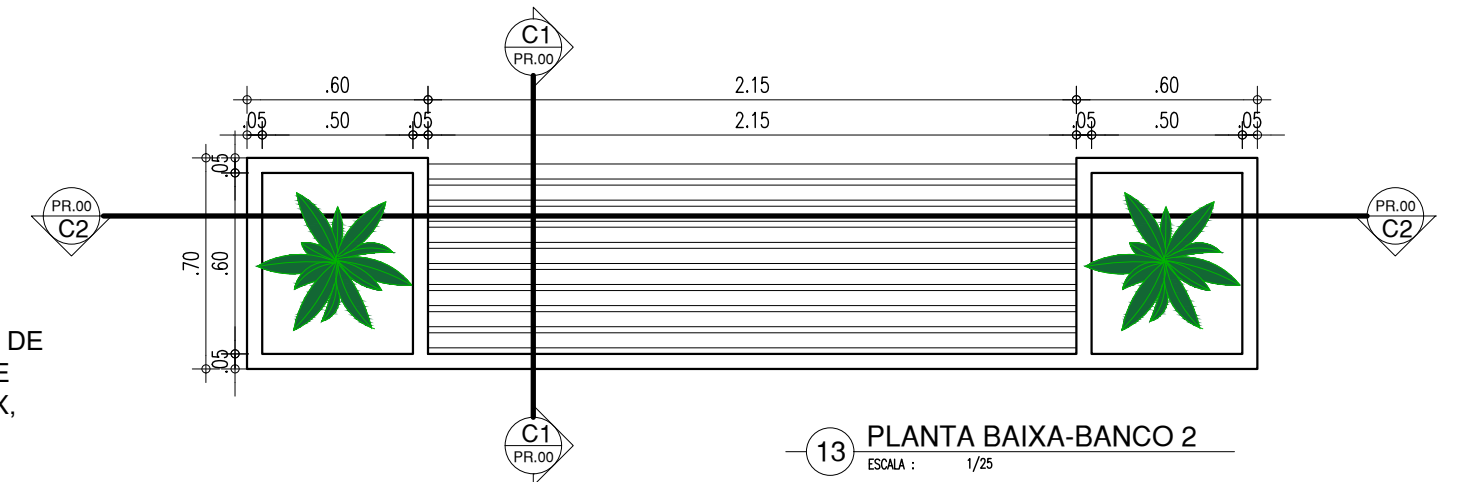 C1
PR.00
.60 2.15 .60
.05 .50 .05 2.15 .05 .50 .05
.05
PR.00
C2
PR.00
C2
.70
.60
.05
DE
E
X,
C1
PR.00
13 PLANTA BAIXA-BANCO 2
ESCALA : 1/25